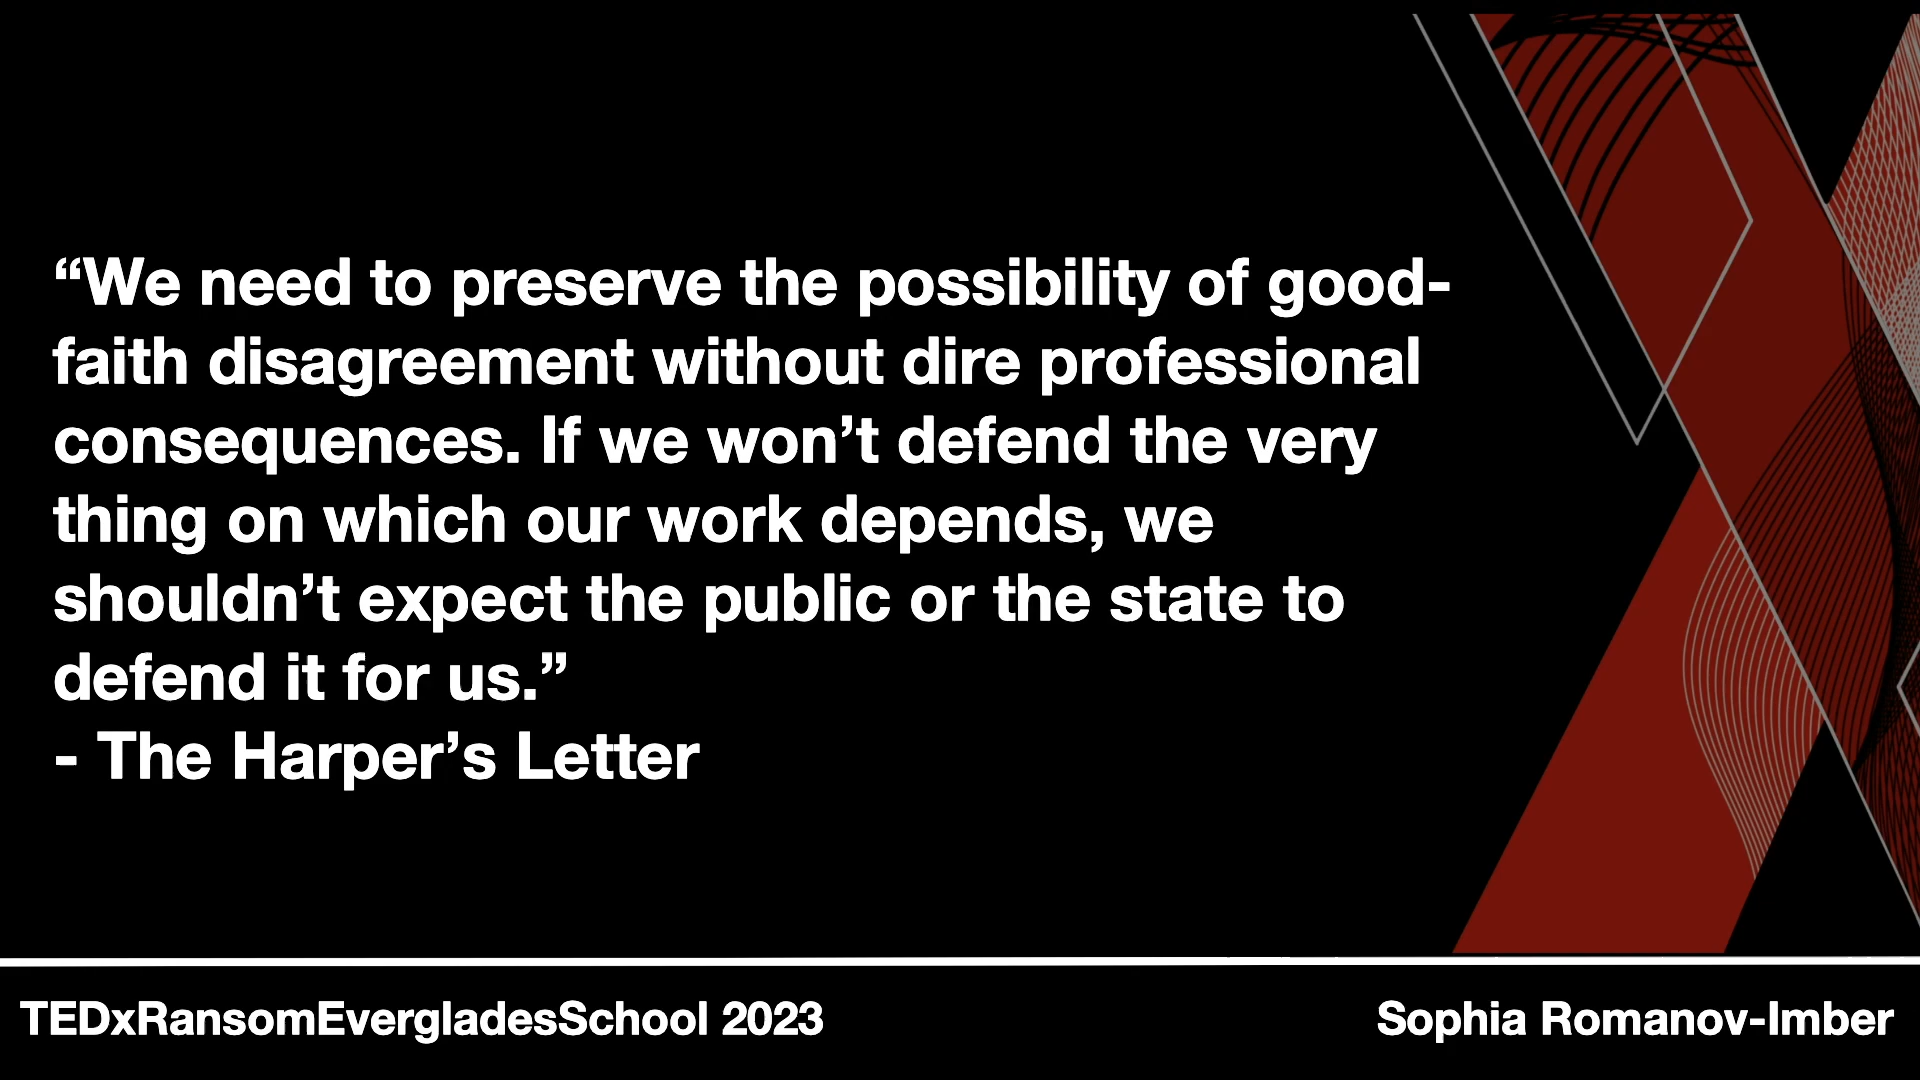 “We need to preserve the possibility of good-
faith disagreement without dire professional
consequences. If we won’t defend the very
thing on which our work depends, we
shouldn’t expect the public or the state to
defend it for us.”
- The Harper’s Letter
TEDxRansomEvergladesSchool 2023
Sophia Romanov-Imber